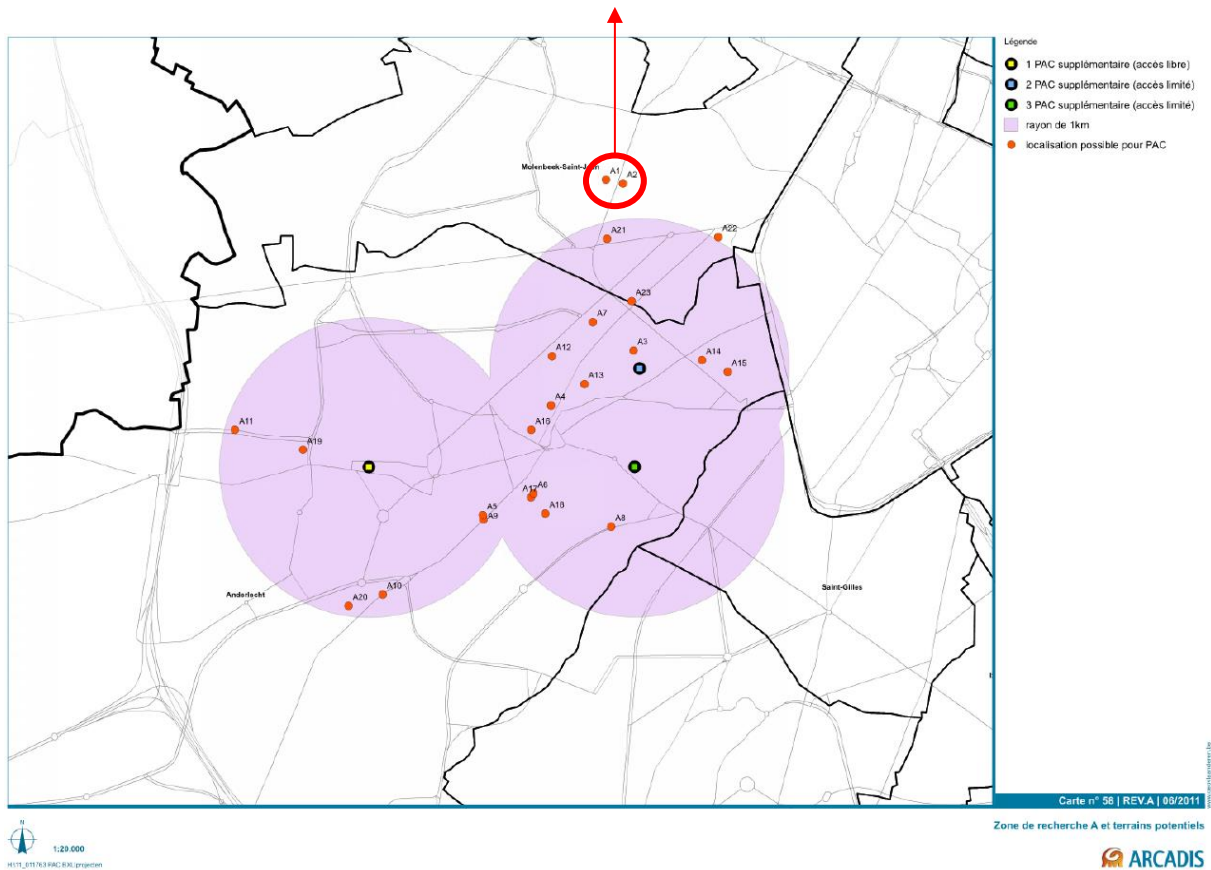 Légende
1 PAC supplémentaire (accès libre)
2 PAC supplémentaire (accès limité)
3 PAC supplémentaire (accès limité)
rayon de 1km
localisation possible pour PAC
Molenbeek-Saint-Jean
A1
A2
A21
A22
A23
A7
A12
A3
A14
A15
A13
A4
A16
A11
A19
A17
A6
A5
A9
A18
A8
A10
A20
Anderlecht
Saint-Gilles
Carte n° 58 | REV.A | 06/2011
Zone de recherche A et terrains potentiels
N
1:20.000
ARCADIS